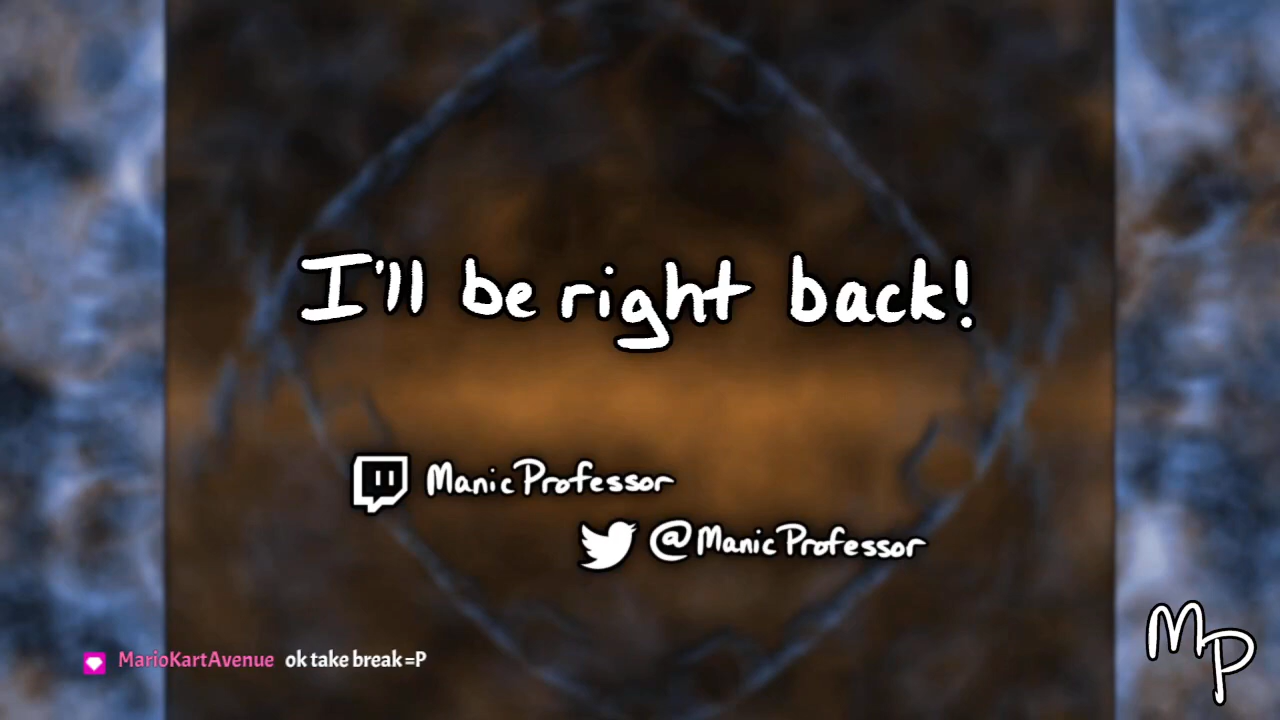 I'll be right back!
ManicProfessor
@ManicProfessor
MarioKartAvenue ok take break =P
MP